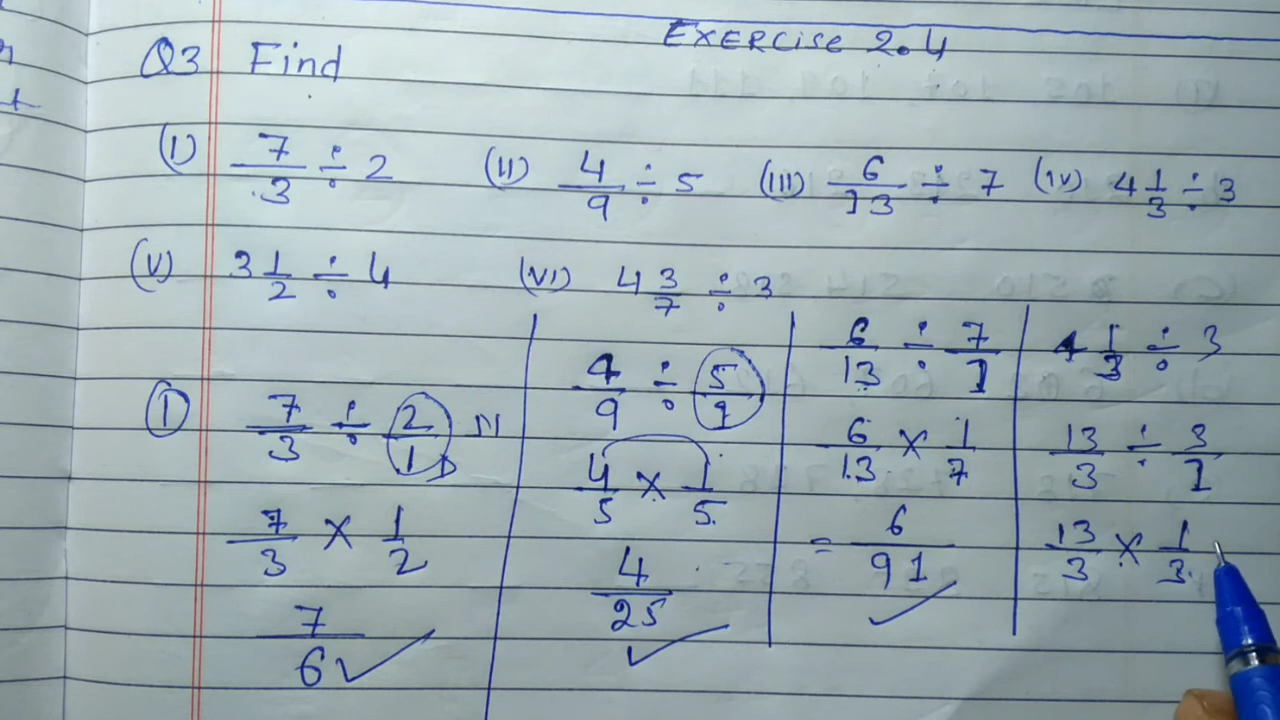 EXERCISE 2.4
Q3 Find
(I) 7/3 ÷ 2 (II) 4/9 ÷ 5 (III) 6/13 ÷ 7 (IV) 4 1/3 ÷ 3
(V) 3 1/2 ÷ 4 (VI) 4 3/7 ÷ 3
(I) 7/3 ÷ 2/1
7/3 × 1/2
7/6 ✓
4/9 ÷ 5/1
4/5 × 1/5
4/25 ✓
6/13 ÷ 7/1
6/13 × 1/7
= 6/91 ✓
4 1/3 ÷ 3
13/3 ÷ 3/1
13/3 × 1/3